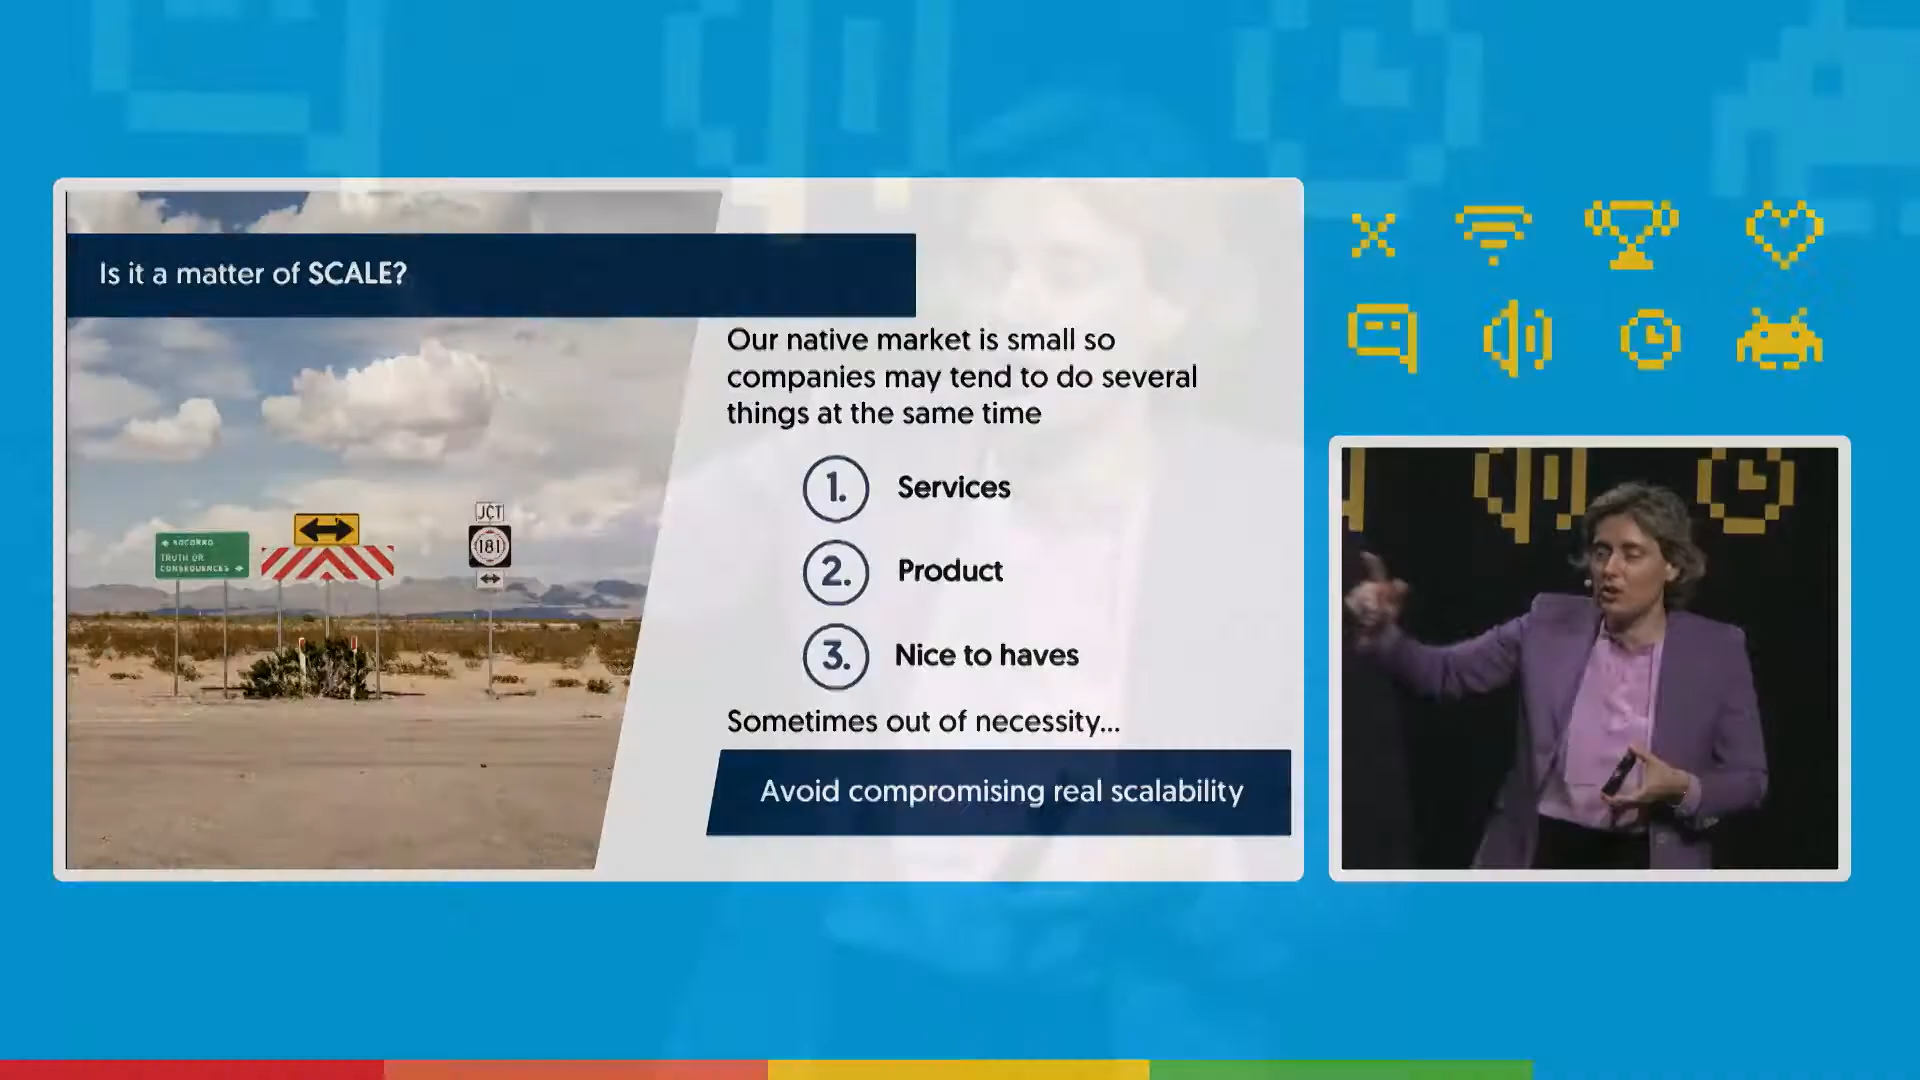 Is it a matter of SCALE?
Our native market is small so
companies may tend to do several
things at the same time
1. Services
2. Product
3. Nice to haves
Sometimes out of necessity...
Avoid compromising real scalability
SOCORRO
TRUTH OR
CONSEQUENCES
JCT
181